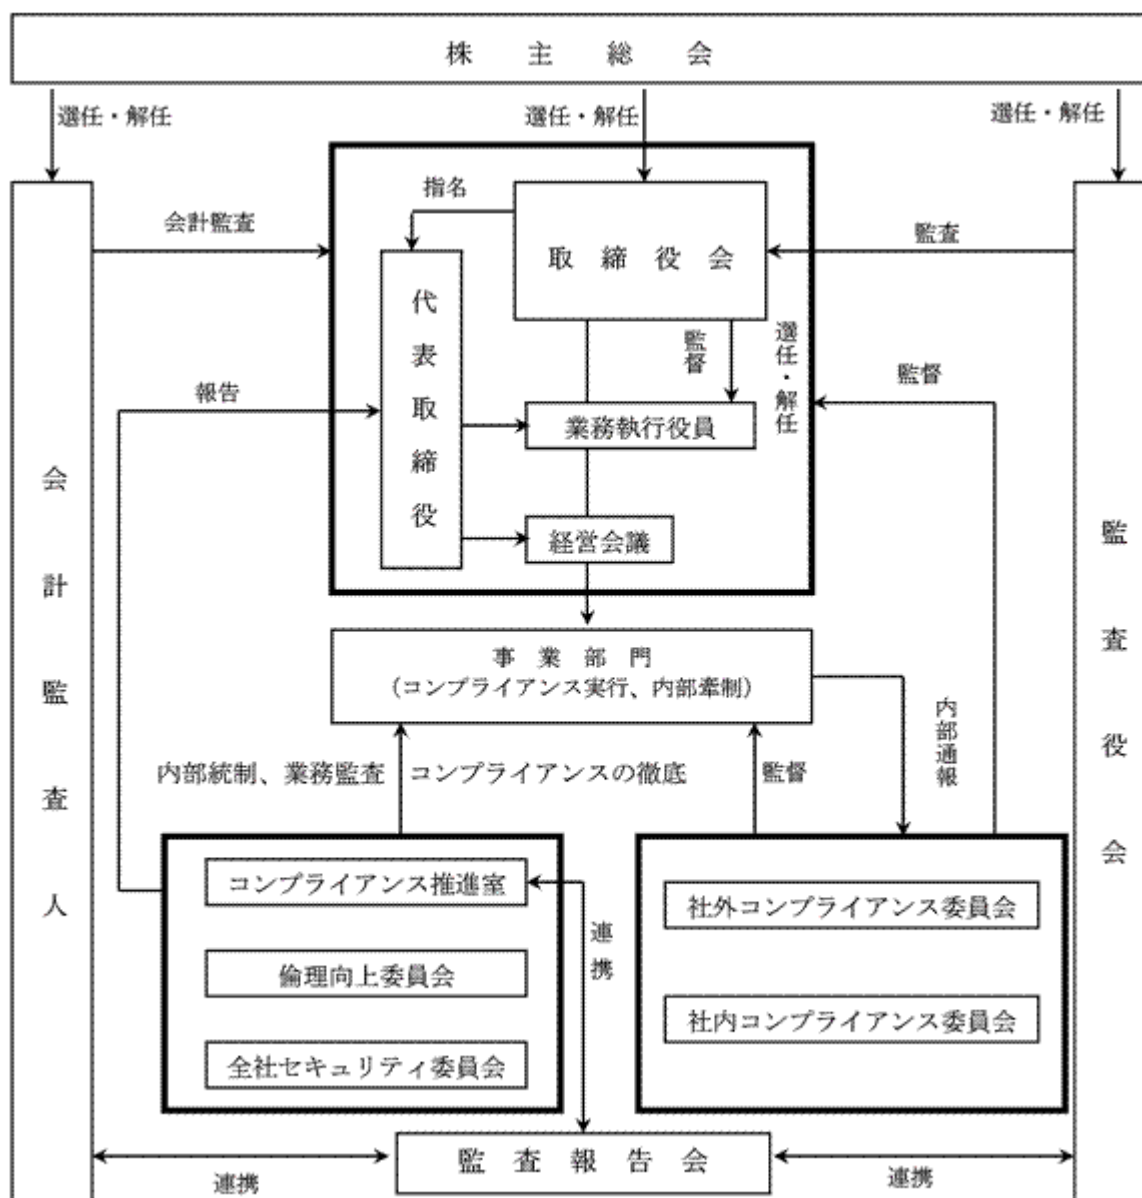 株主総会
選任・解任
選任・解任
選任・解任
指名
取締役会
会計監査
監査
代表取締役
監督
選任・解任
報告
監督
業務執行役員
経営会議
会計監査人
監査役会
事業部門
(コンプライアンス実行、内部牽制)
内部通報
内部統制、業務監査
コンプライアンスの徹底
監督
コンプライアンス推進室
社外コンプライアンス委員会
連携
倫理向上委員会
社内コンプライアンス委員会
全社セキュリティ委員会
監査報告会
連携
連携